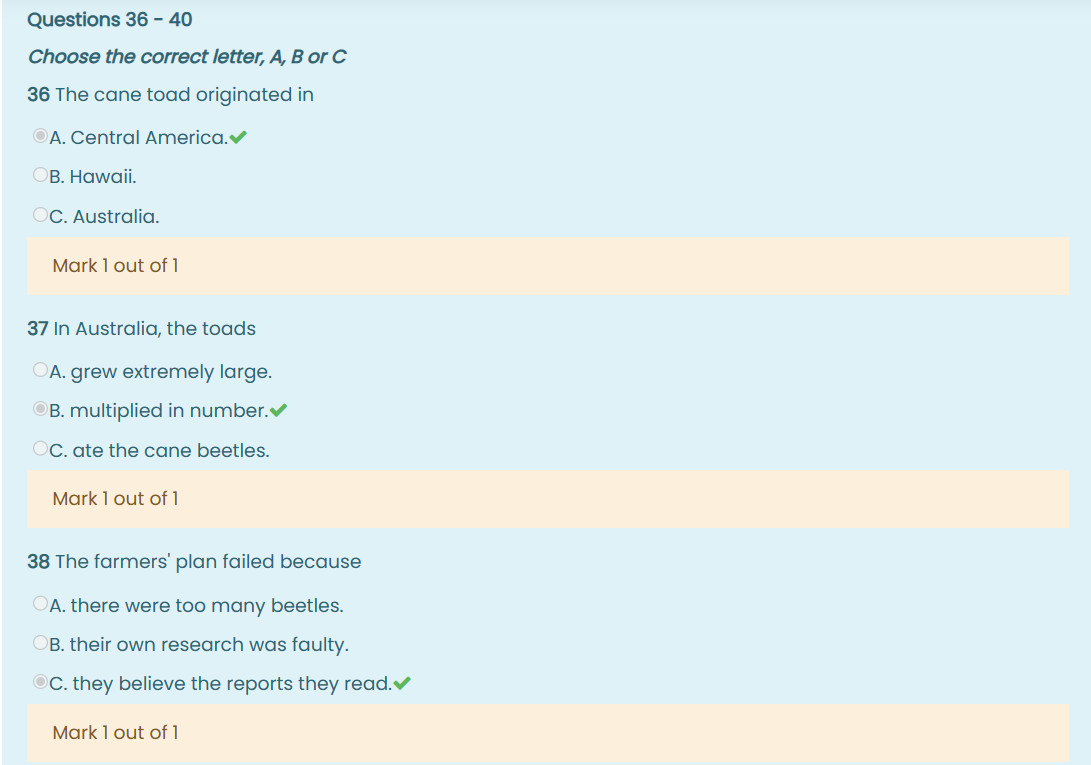 Questions 36 - 40
Choose the correct letter, A, B or C
36 The cane toad originated in
A. Central America.
B. Hawaii.
C. Australia.
Mark 1 out of 1
37 In Australia, the toads
A. grew extremely large.
B. multiplied in number.
C. ate the cane beetles.
Mark 1 out of 1
38 The farmers' plan failed because
A. there were too many beetles.
B. their own research was faulty.
C. they believe the reports they read.
Mark 1 out of 1